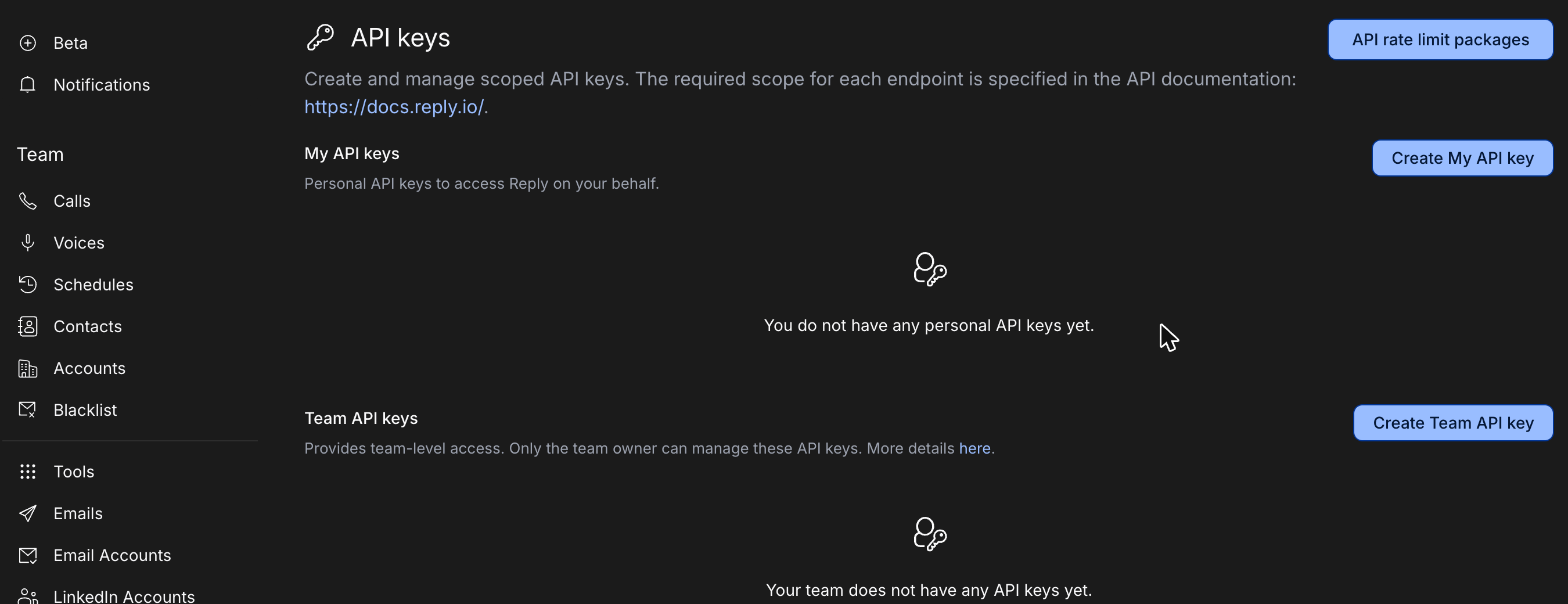 Beta
Notifications
Team
Calls
Voices
Schedules
Contacts
Accounts
Blacklist
Tools
Emails
Email Accounts
LinkedIn Accounts
API keys
API rate limit packages
Create and manage scoped API keys. The required scope for each endpoint is specified in the API documentation:
https://docs.reply.io/.
My API keys
Create My API key
Personal API keys to access Reply on your behalf.
You do not have any personal API keys yet.
Team API keys
Create Team API key
Provides team-level access. Only the team owner can manage these API keys. More details here.
Your team does not have any API keys yet.